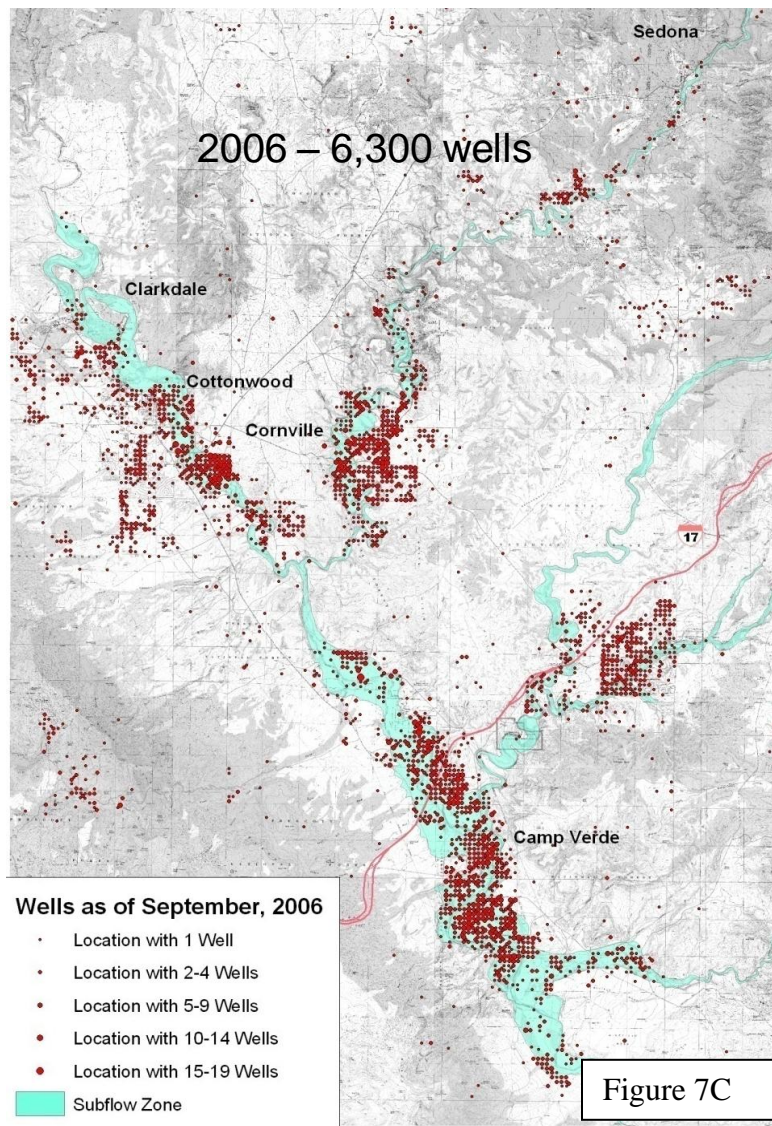 Sedona
2006 – 6,300 wells
Clarkdale
Cottonwood
Cornville
17
Camp Verde
Wells as of September, 2006
Location with 1 Well
Location with 2-4 Wells
Location with 5-9 Wells
Location with 10-14 Wells
Location with 15-19 Wells
Subflow Zone
Figure 7C